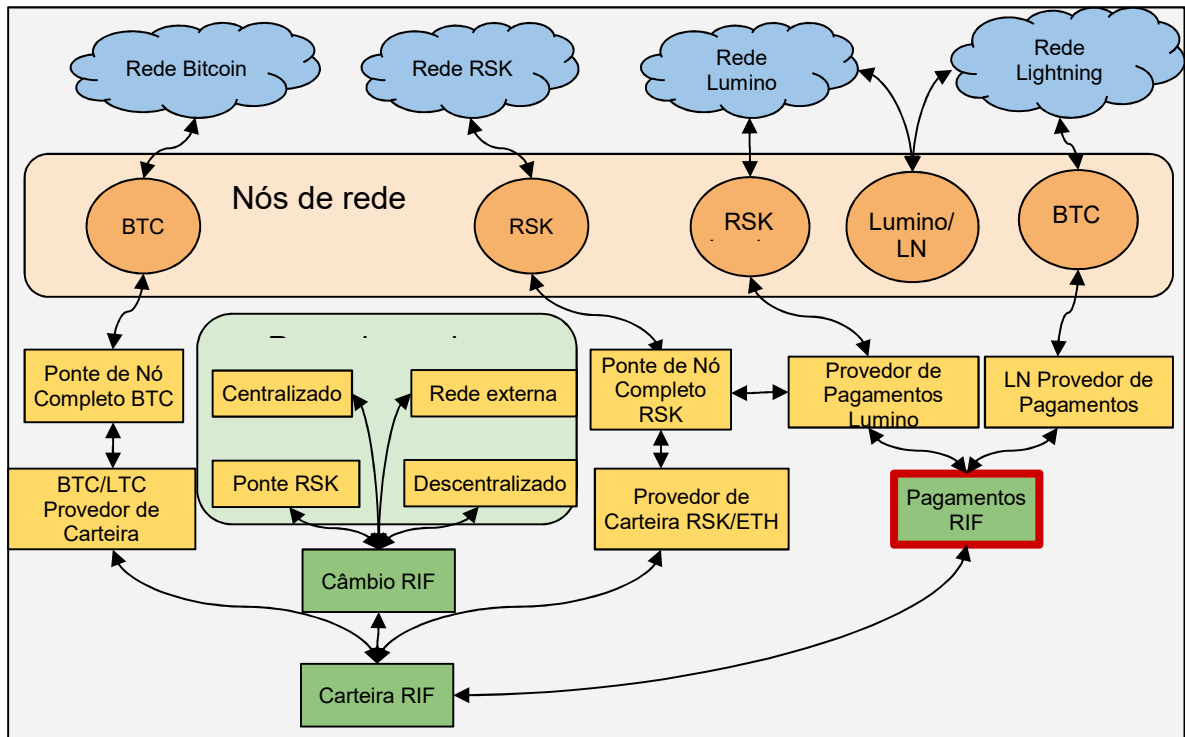 Rede Bitcoin
Rede RSK
Rede
Lumino
Rede
Lightning
Nós de rede
BTC
RSK
RSK
Lumino/
LN
BTC
Ponte de Nó
Completo BTC
Centralizado
Rede externa
Ponte de Nó
Completo
RSK
Provedor de
Pagamentos
Lumino
LN Provedor de
Pagamentos
BTC/LTC
Provedor de
Carteira
Ponte RSK
Descentralizado
Provedor de
Carteira RSK/ETH
Pagamentos
RIF
Câmbio RIF
Carteira RIF